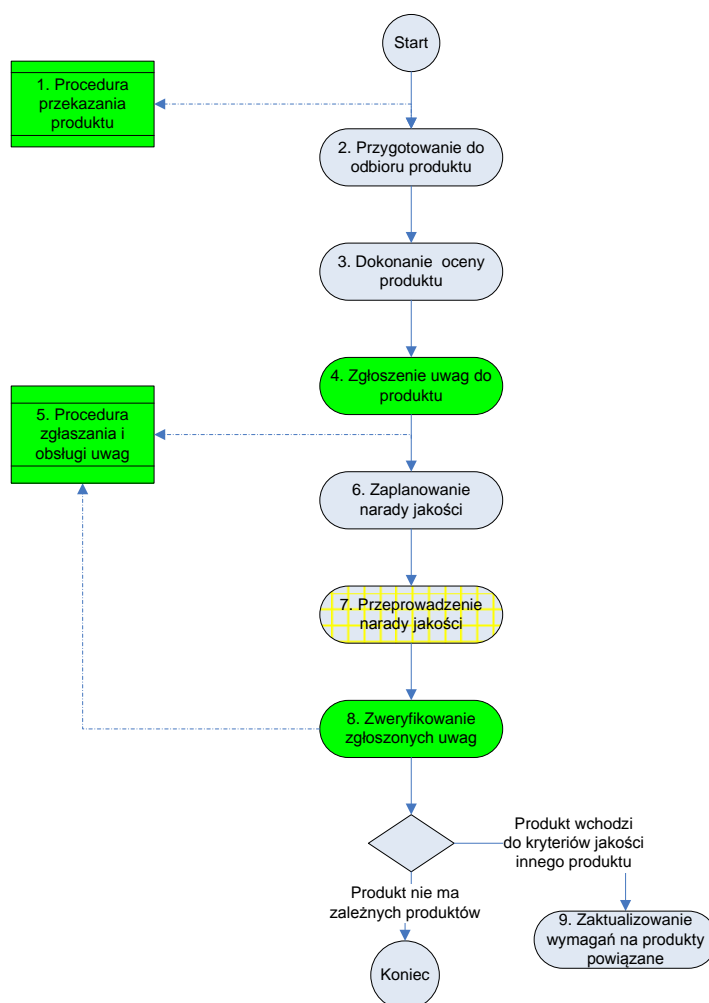 Start
1. Procedura
przekazania
produktu
2. Przygotowanie do
odbioru produktu
3. Dokonanie oceny
produktu
4. Zgłoszenie uwag do
produktu
5. Procedura
zgłaszania i
obsługi uwag
6. Zaplanowanie
narady jakości
7. Przeprowadzenie
narady jakości
8. Zweryfikowanie
zgłoszonych uwag
Produkt wchodzi
do kryteriów jakości
innego produktu
Produkt nie ma
zależnych produktów
9. Zaktualizowanie
wymagań na produkty
powiązane
Koniec